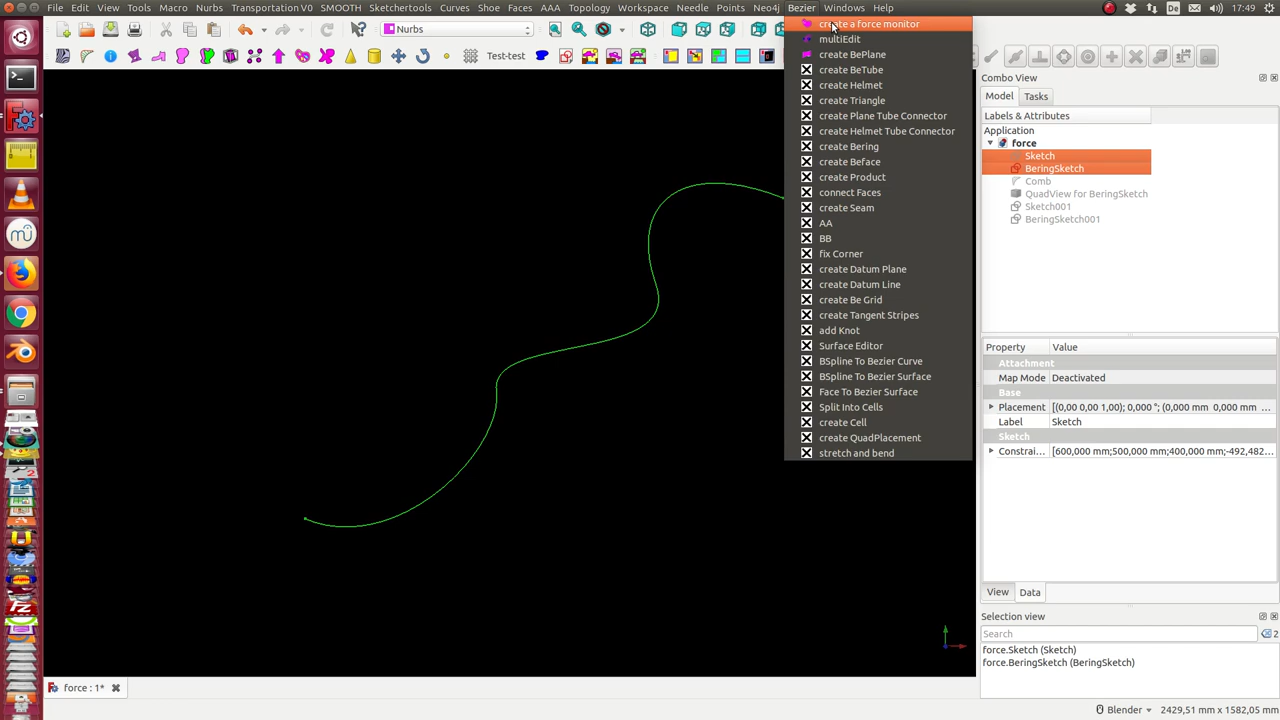 File Edit View Tools Macro Nurbs Transportation V0 SMOOTH Sketchertools Curves Shoe Faces AAA Topology Workspace Needle Points Neo4j Bezier Windows Help
De 17:49
Nurbs
Test-test
create a force monitor
multiEdit
create BePlane
create BeTube
create Helmet
create Triangle
create Plane Tube Connector
create Helmet Tube Connector
create Bering
create Beface
create Product
connect Faces
create Seam
AA
BB
fix Corner
create Datum Plane
create Datum Line
create Be Grid
create Tangent Stripes
add Knot
Surface Editor
BSpline To Bezier Curve
BSpline To Bezier Surface
Face To Bezier Surface
Split Into Cells
create Cell
create QuadPlacement
stretch and bend
Combo View
Model Tasks
Labels & Attributes
Application
force
Sketch
BeringSketch
Comb
QuadView for BeringSketch
Sketch001
BeringSketch001
Property Value
Attachment
Map Mode Deactivated
Base
Placement [(0,00 0,00 1,00); 0,000 °; (0,000 mm 0,000 mm ...
Label Sketch
Sketch
Constrai... [600,000 mm;500,000 mm;400,000 mm;-492,482...
View Data
Selection view
Search
2
force.Sketch (Sketch)
force.BeringSketch (BeringSketch)
force : 1*
Blender 2429,51 mm x 1582,05 mm